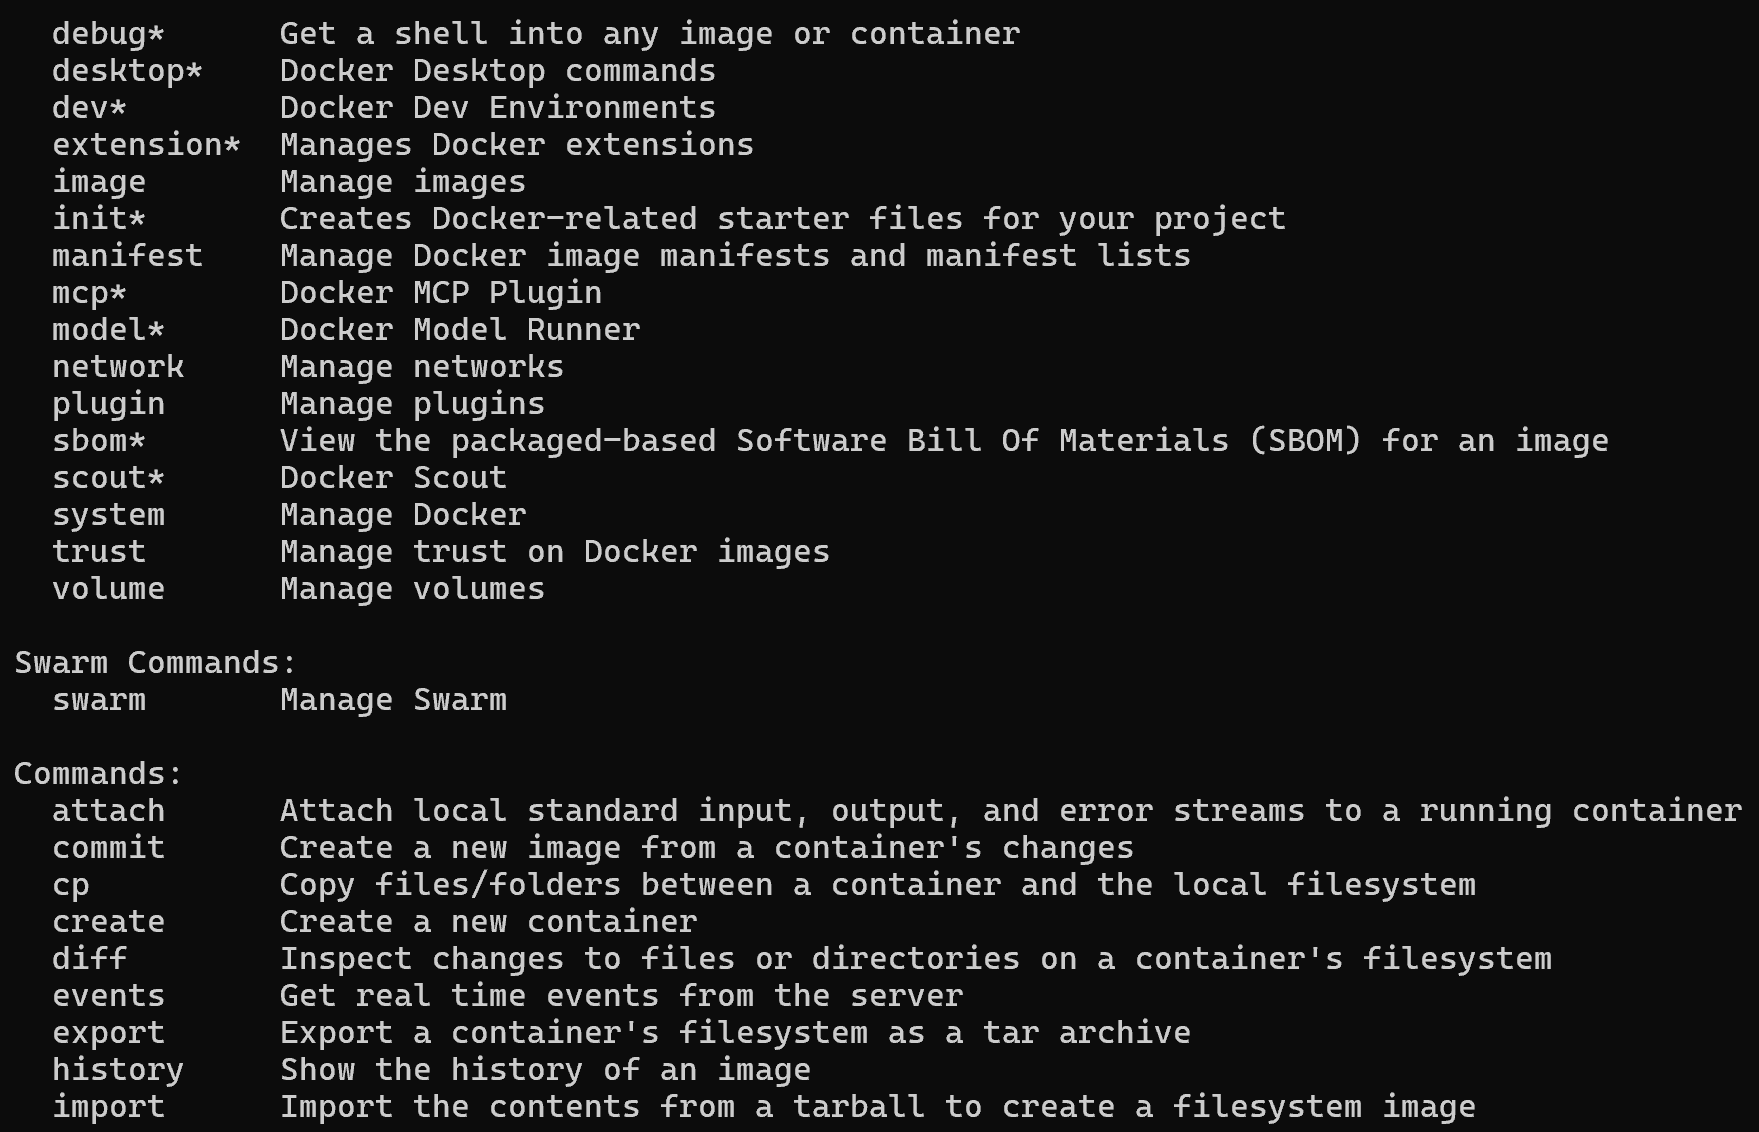 debug*      Get a shell into any image or container
desktop*    Docker Desktop commands
dev*        Docker Dev Environments
extension*  Manages Docker extensions
image       Manage images
init*       Creates Docker-related starter files for your project
manifest    Manage Docker image manifests and manifest lists
mcp*        Docker MCP Plugin
model*      Docker Model Runner
network     Manage networks
plugin      Manage plugins
sbom*       View the packaged-based Software Bill Of Materials (SBOM) for an image
scout*      Docker Scout
system      Manage Docker
trust       Manage trust on Docker images
volume      Manage volumes

Swarm Commands:
  swarm       Manage Swarm

Commands:
  attach      Attach local standard input, output, and error streams to a running container
  commit      Create a new image from a container's changes
  cp          Copy files/folders between a container and the local filesystem
  create      Create a new container
  diff        Inspect changes to files or directories on a container's filesystem
  events      Get real time events from the server
  export      Export a container's filesystem as a tar archive
  history     Show the history of an image
  import      Import the contents from a tarball to create a filesystem image